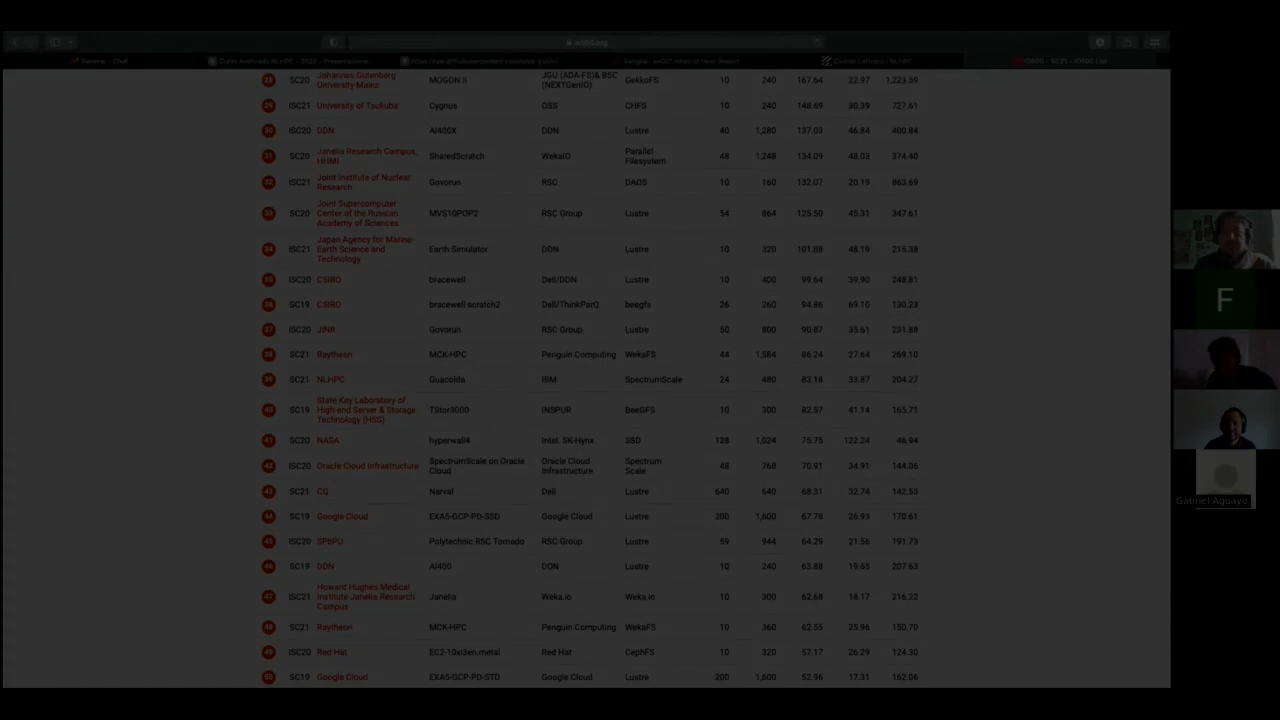 io500.org
General - Chat
Curso Avanzado NLHPC - 2022 - Presentacione...
Cluster Leftraru | NLHPC
IO500 - SC21 - IO500 List
28 SC20 Johannes Gutenberg University Mainz MOGON II JGU (ADA-FS)& BSC (NEXTGenIO) GekkoFS 10 240 167.64 22.97 1,223.59
29 ISC21 University of Tsukuba Cygnus OSS CHFS 10 240 148.69 30.39 727.61
30 ISC20 DDN AI400X DDN Lustre 40 1,280 137.03 46.84 400.84
31 SC20 Janelia Research Campus, HHMI SharedScratch WekaIO Parallel Filesystem 48 1,248 134.09 48.03 374.40
32 ISC21 Joint Institute of Nuclear Research Govorun RSC DAOS 10 160 132.07 20.19 863.69
33 SC20 Joint Supercomputer Center of the Russian Academy of Sciences MVS10POP2 RSC Group Lustre 54 864 125.50 45.31 347.61
34 ISC21 Japan Agency for Marine-Earth Science and Technology Earth Simulator DDN Lustre 10 320 101.88 48.19 215.38
35 ISC20 CSIRO bracewell Dell/DDN Lustre 10 400 99.64 39.90 248.81
36 SC19 CSIRO bracewell scratch2 Dell/ThinkParQ beegfs 26 260 94.86 69.10 130.23
37 ISC20 JINR Govorun RSC Group Lustre 50 800 90.87 35.61 231.88
38 SC21 Raytheon MCK-HPC Penguin Computing WekaFS 44 1,584 86.24 27.64 269.10
39 SC21 NLHPC Guacolda IBM SpectrumScale 24 480 83.18 33.87 204.27
40 SC19 State Key Laboratory of High-end Server & Storage Technology (HSS) TStor3000 INSPUR BeeGFS 10 300 82.57 41.14 165.71
41 SC20 NASA hyperwall4 Intel. SK-Hynx SSD 128 1,024 75.75 122.24 46.94
42 ISC20 Oracle Cloud Infrastructure SpectrumScale on Oracle Cloud Oracle Cloud Infrastructure Spectrum Scale 48 768 70.91 34.91 144.06
43 SC21 CQ Narval Dell Lustre 640 640 68.31 32.74 142.53
44 SC19 Google Cloud EXA5-GCP-PD-SSD Google Cloud Lustre 200 1,600 67.79 26.93 170.61
45 ISC20 SPbPU Polytechnic RSC Tornado RSC Group Lustre 59 944 64.29 21.56 191.73
46 SC19 DDN AI400 DDN Lustre 10 240 63.88 19.65 207.63
47 ISC21 Howard Hughes Medical Institute Janelia Research Campus Janelia Weka.io Weka.io 10 300 62.68 18.17 216.22
48 SC21 Raytheon MCK-HPC Penguin Computing WekaFS 10 360 62.55 25.96 150.70
49 ISC20 Red Hat EC2-10xi3en.metal Red Hat CephFS 10 320 57.17 26.29 124.30
50 SC19 Google Cloud EXA5-GCP-PD-STD Google Cloud Lustre 200 1,600 52.96 17.31 162.06
F
Gabriel Aguayo